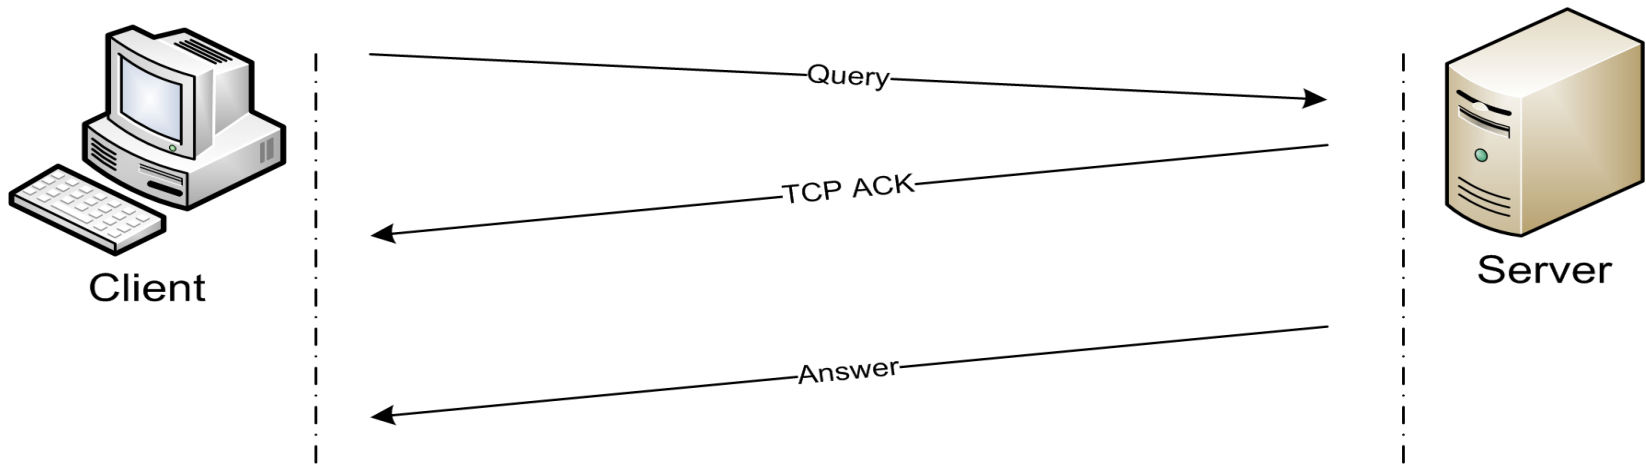 Query
TCP ACK
Client
Server
Answer